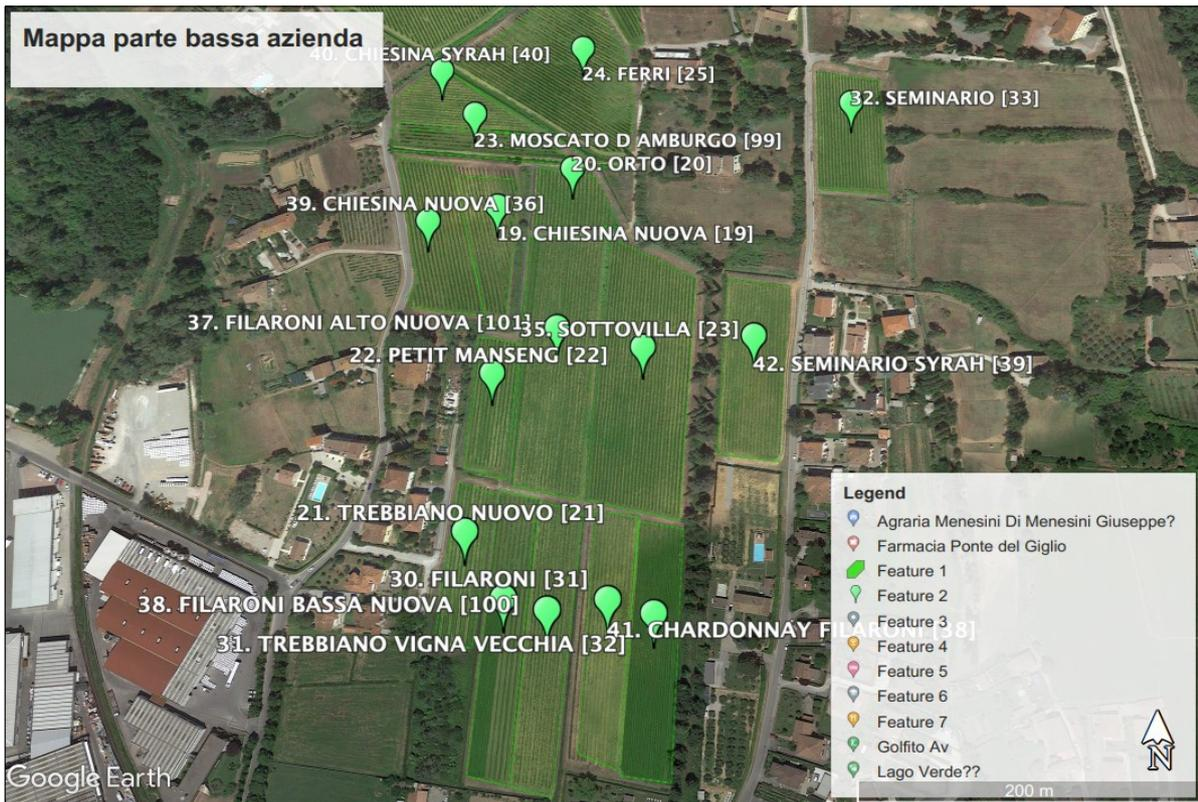 Mappa parte bassa azienda
40. CHIESINA SYRAH [40]
24. FERRI [25]
32. SEMINARIO [33]
23. MOSCATO D AMBURGO [99]
20. ORTO [20]
39. CHIESINA NUOVA [36]
19. CHIESINA NUOVA [19]
37. FILARONI ALTO NUOVA [101]
35. SOTTOVILLA [23]
22. PETIT MANSENG [22]
42. SEMINARIO SYRAH [39]
21. TREBBIANO NUOVO [21]
30. FILARONI [31]
38. FILARONI BASSA NUOVA [100]
41. CHARDONNAY FILARONI [38]
31. TREBBIANO VIGNA VECCHIA [32]
Legend
Agraria Menesini Di Menesini Giuseppe?
Farmacia Ponte del Giglio
Feature 1
Feature 2
Feature 3
Feature 4
Feature 5
Feature 6
Feature 7
Golfito Av
Lago Verde??
Google Earth
N
200 m